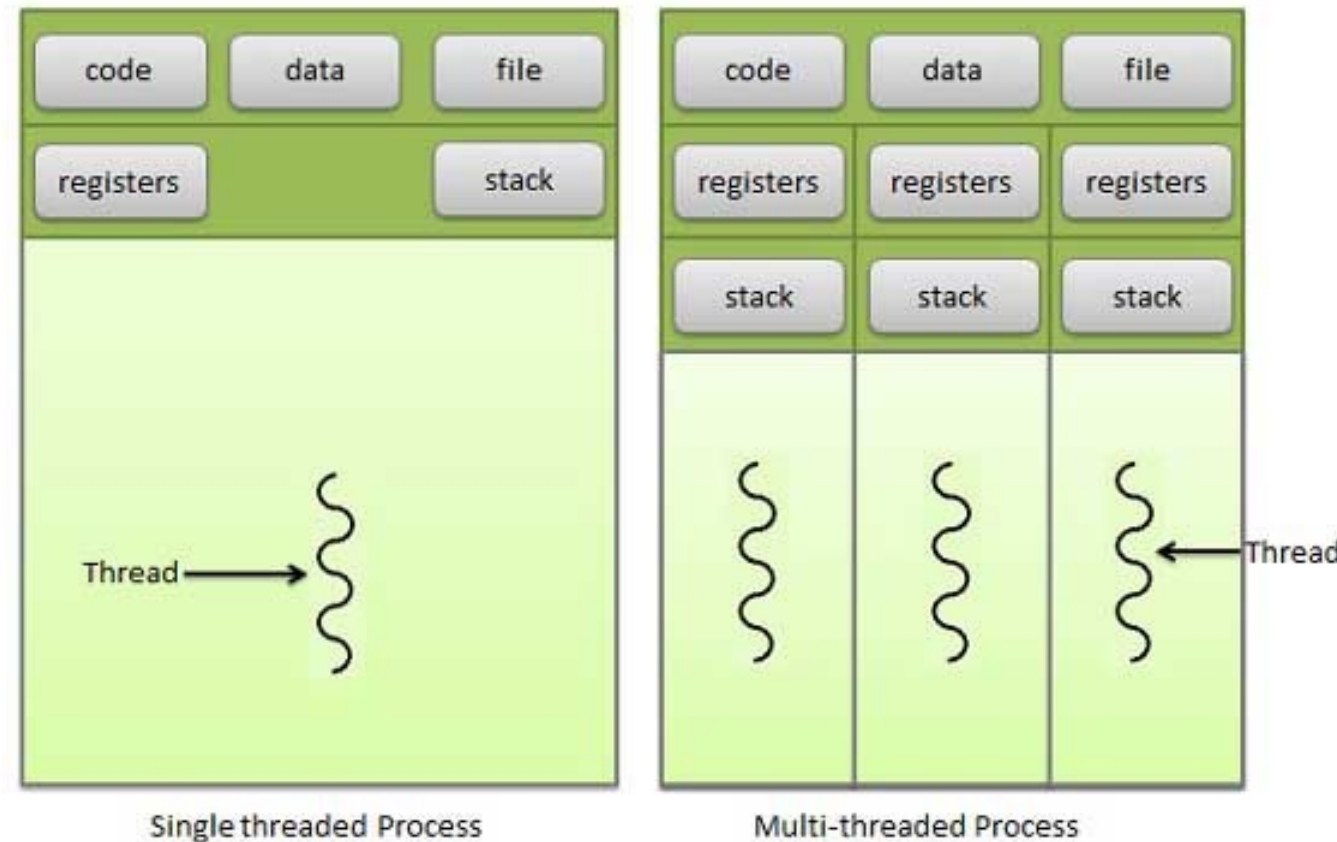 code data file
registers stack
Thread
Single threaded Process
code data file
registers registers registers
stack stack stack
Thread
Multi-threaded Process